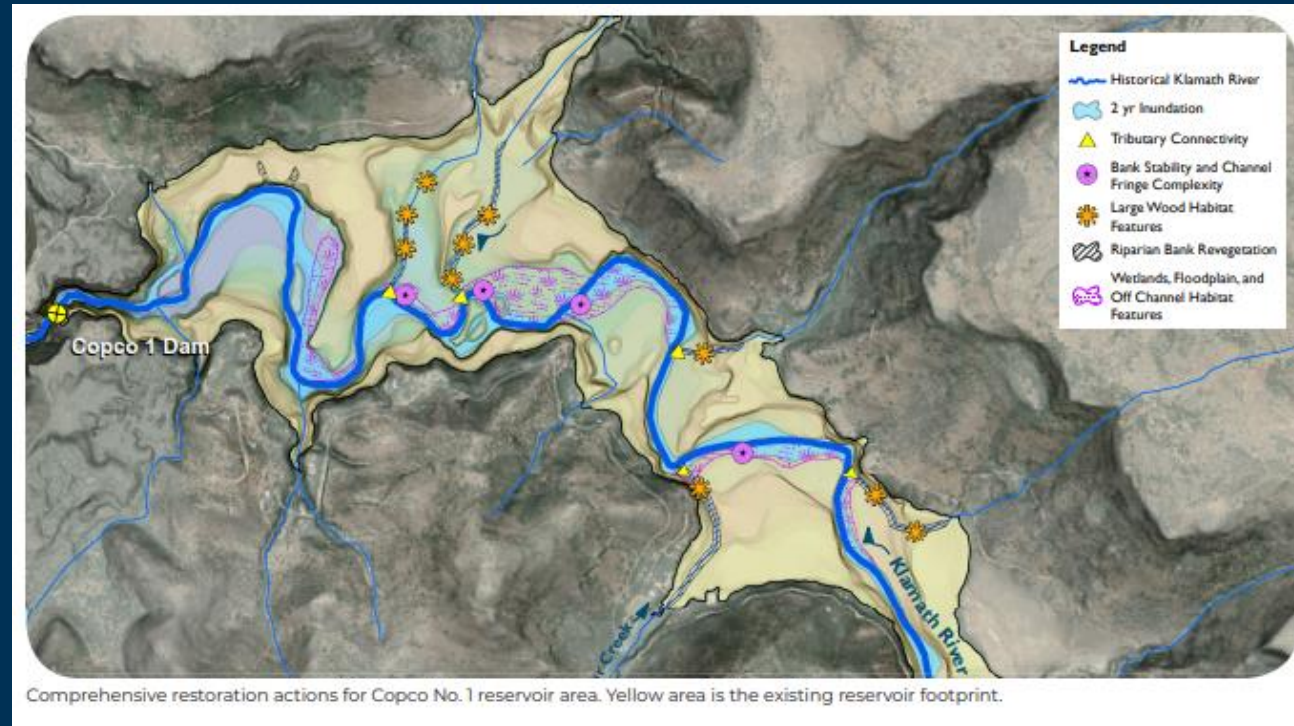 Legend
Historical Klamath River
2 yr Inundation
Tributary Connectivity
Bank Stability and Channel
Fringe Complexity
Large Wood Habitat
Features
Riparian Bank Revegetation
Wetlands, Floodplain, and
Off Channel Habitat
Features
Copco 1 Dam
Klamath River
Creek
Comprehensive restoration actions for Copco No. 1 reservoir area. Yellow area is the existing reservoir footprint.